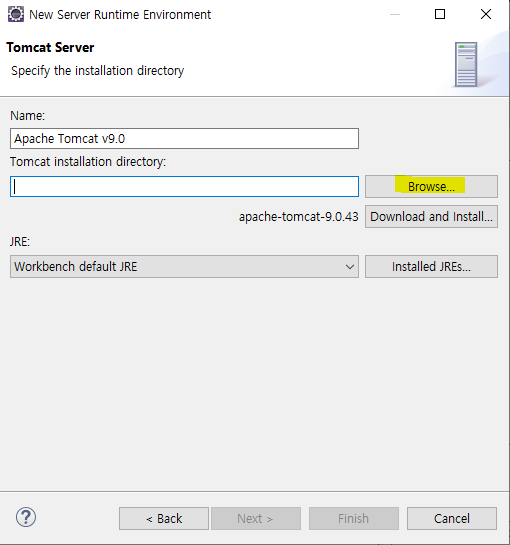 New Server Runtime Environment
Tomcat Server
Specify the installation directory
Name:
Apache Tomcat v9.0
Tomcat installation directory:
Browse...
apache-tomcat-9.0.43 Download and Install...
JRE:
Workbench default JRE Installed JREs...
? < Back Next > Finish Cancel